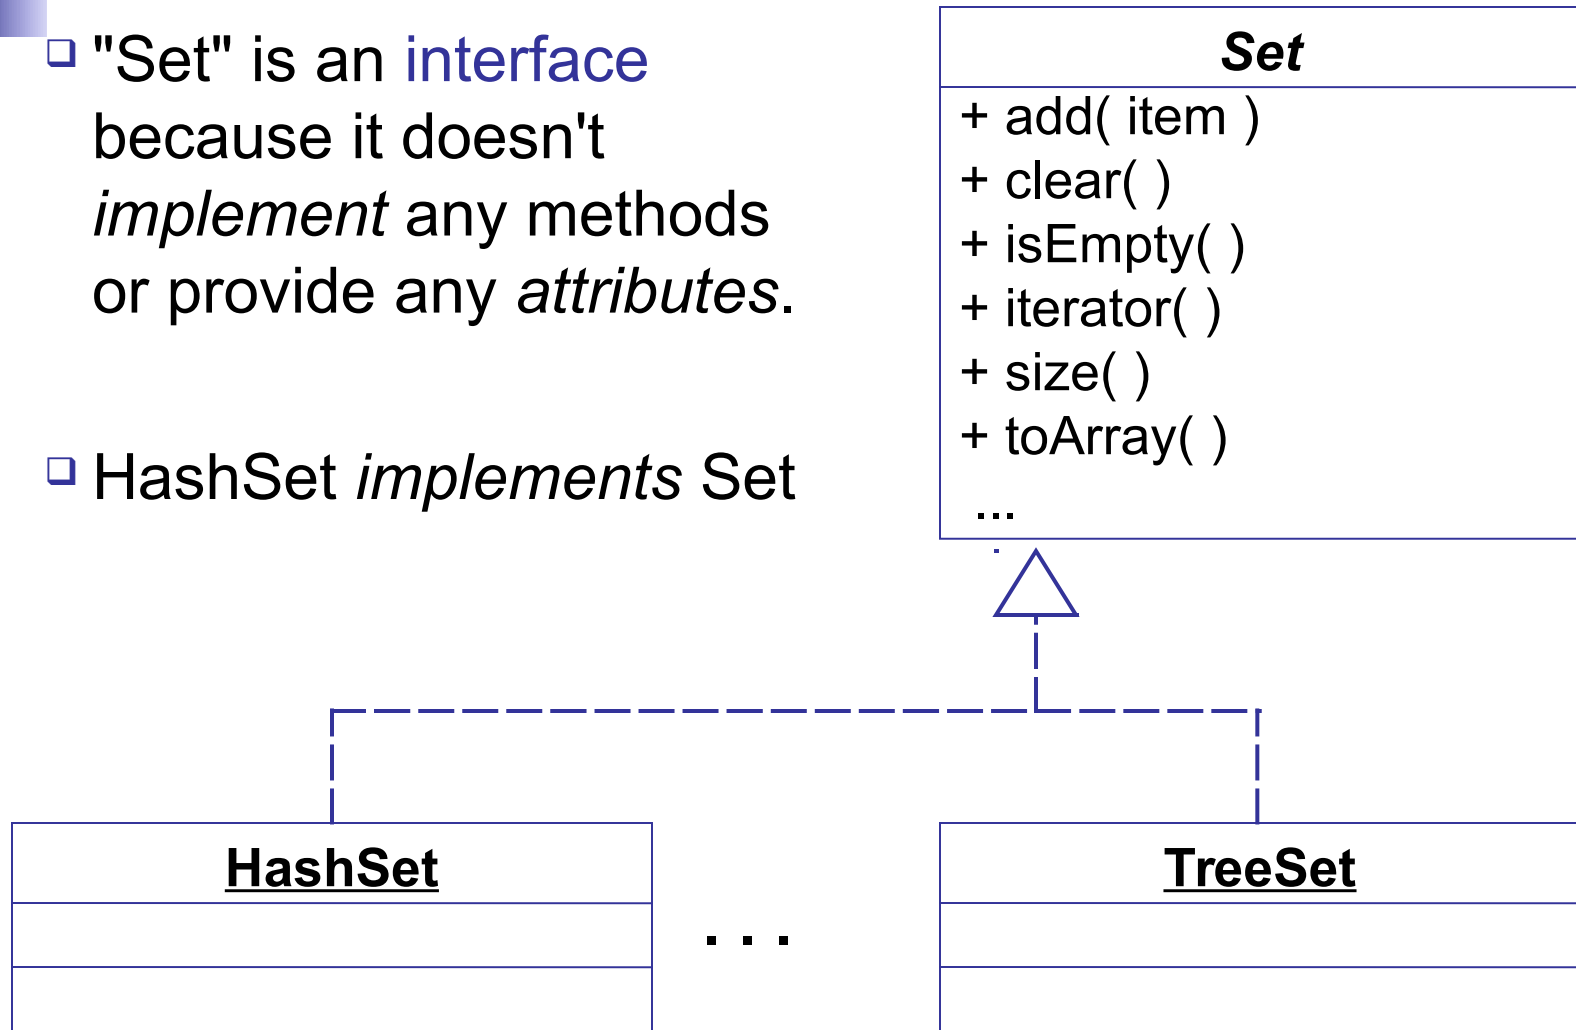 "Set" is an interface
because it doesn't
implement any methods
or provide any attributes.
HashSet implements Set
Set
+ add( item )
+ clear( )
+ isEmpty( )
+ iterator( )
+ size( )
+ toArray( )
...
HashSet
. . .
TreeSet